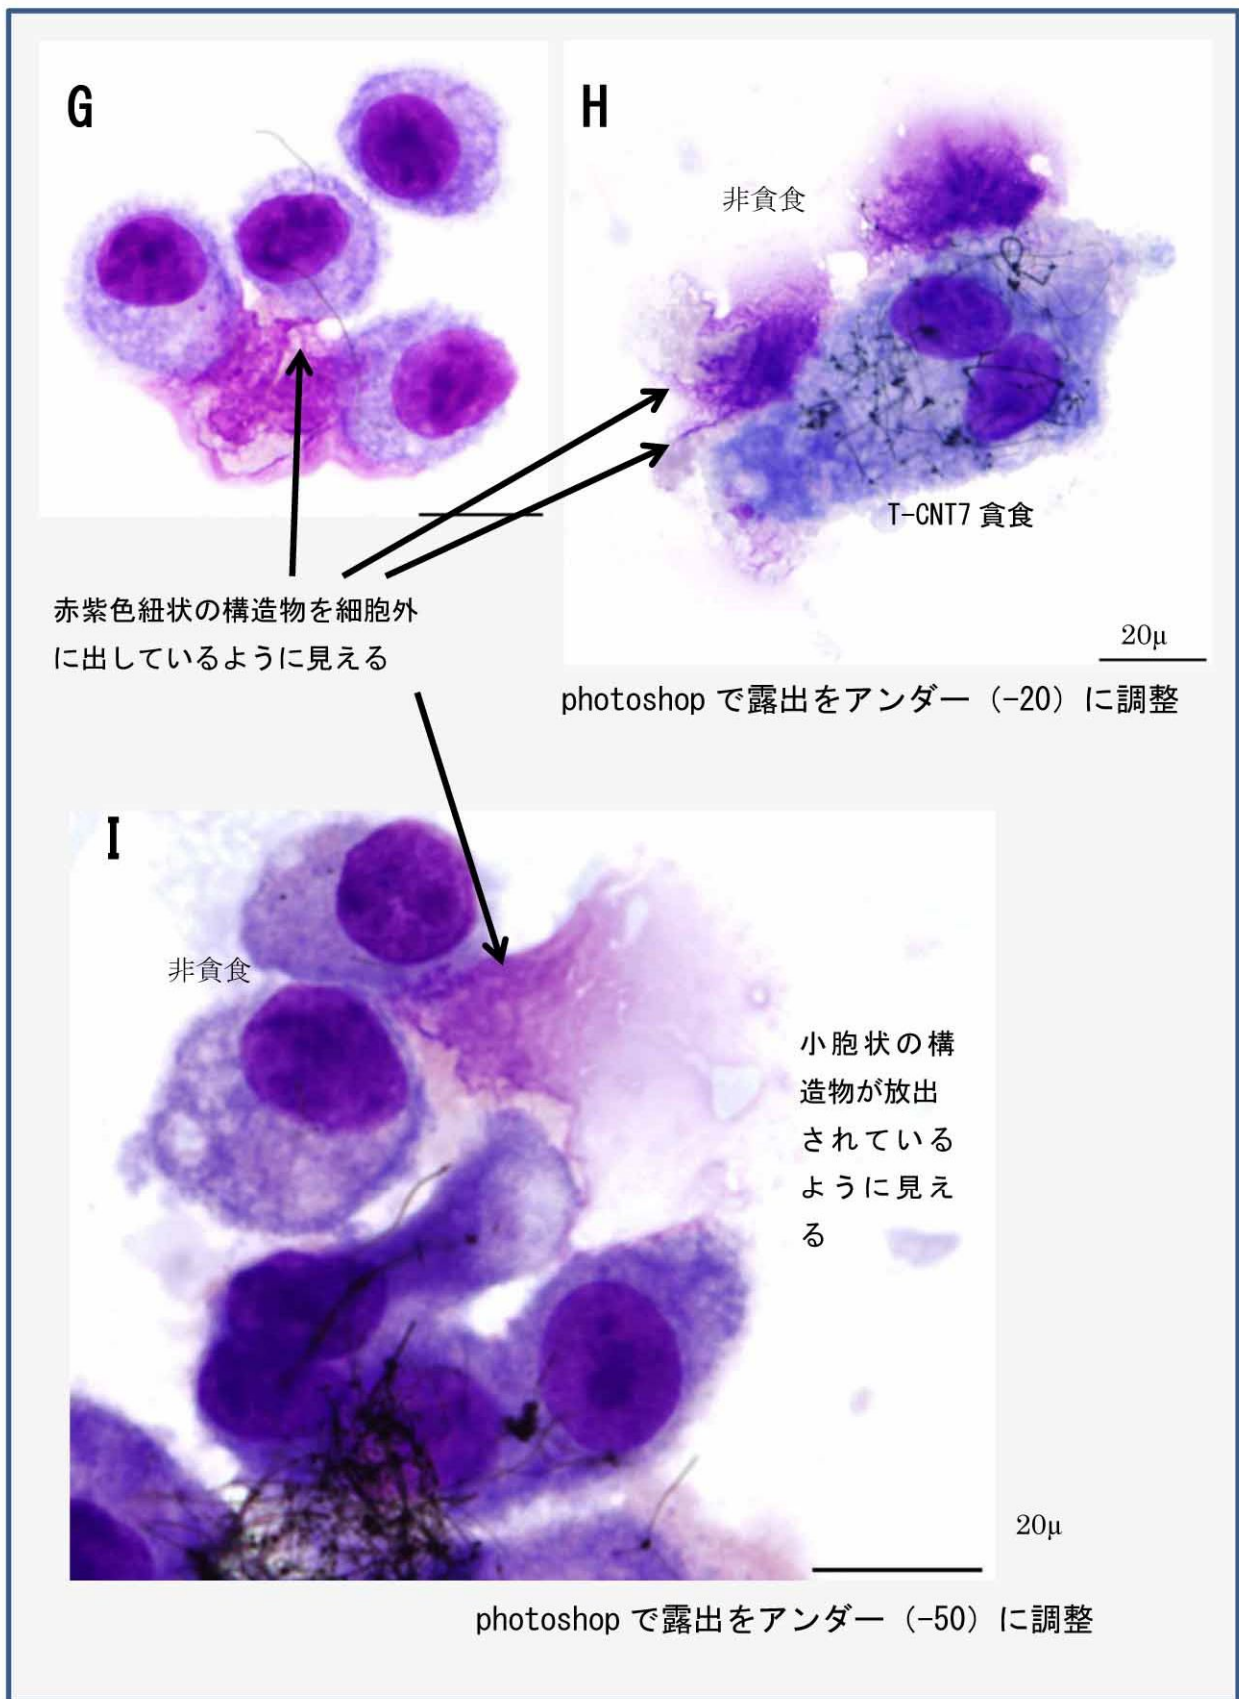 G
H
非貪食
T-CNT7 貪食
赤紫色紐状の構造物を細胞外
に出しているように見える
20μ
photoshop で露出をアンダー（-20）に調整
I
非貪食
小胞状の構
造物が放出
されている
ように見え
る
20μ
photoshop で露出をアンダー（-50）に調整